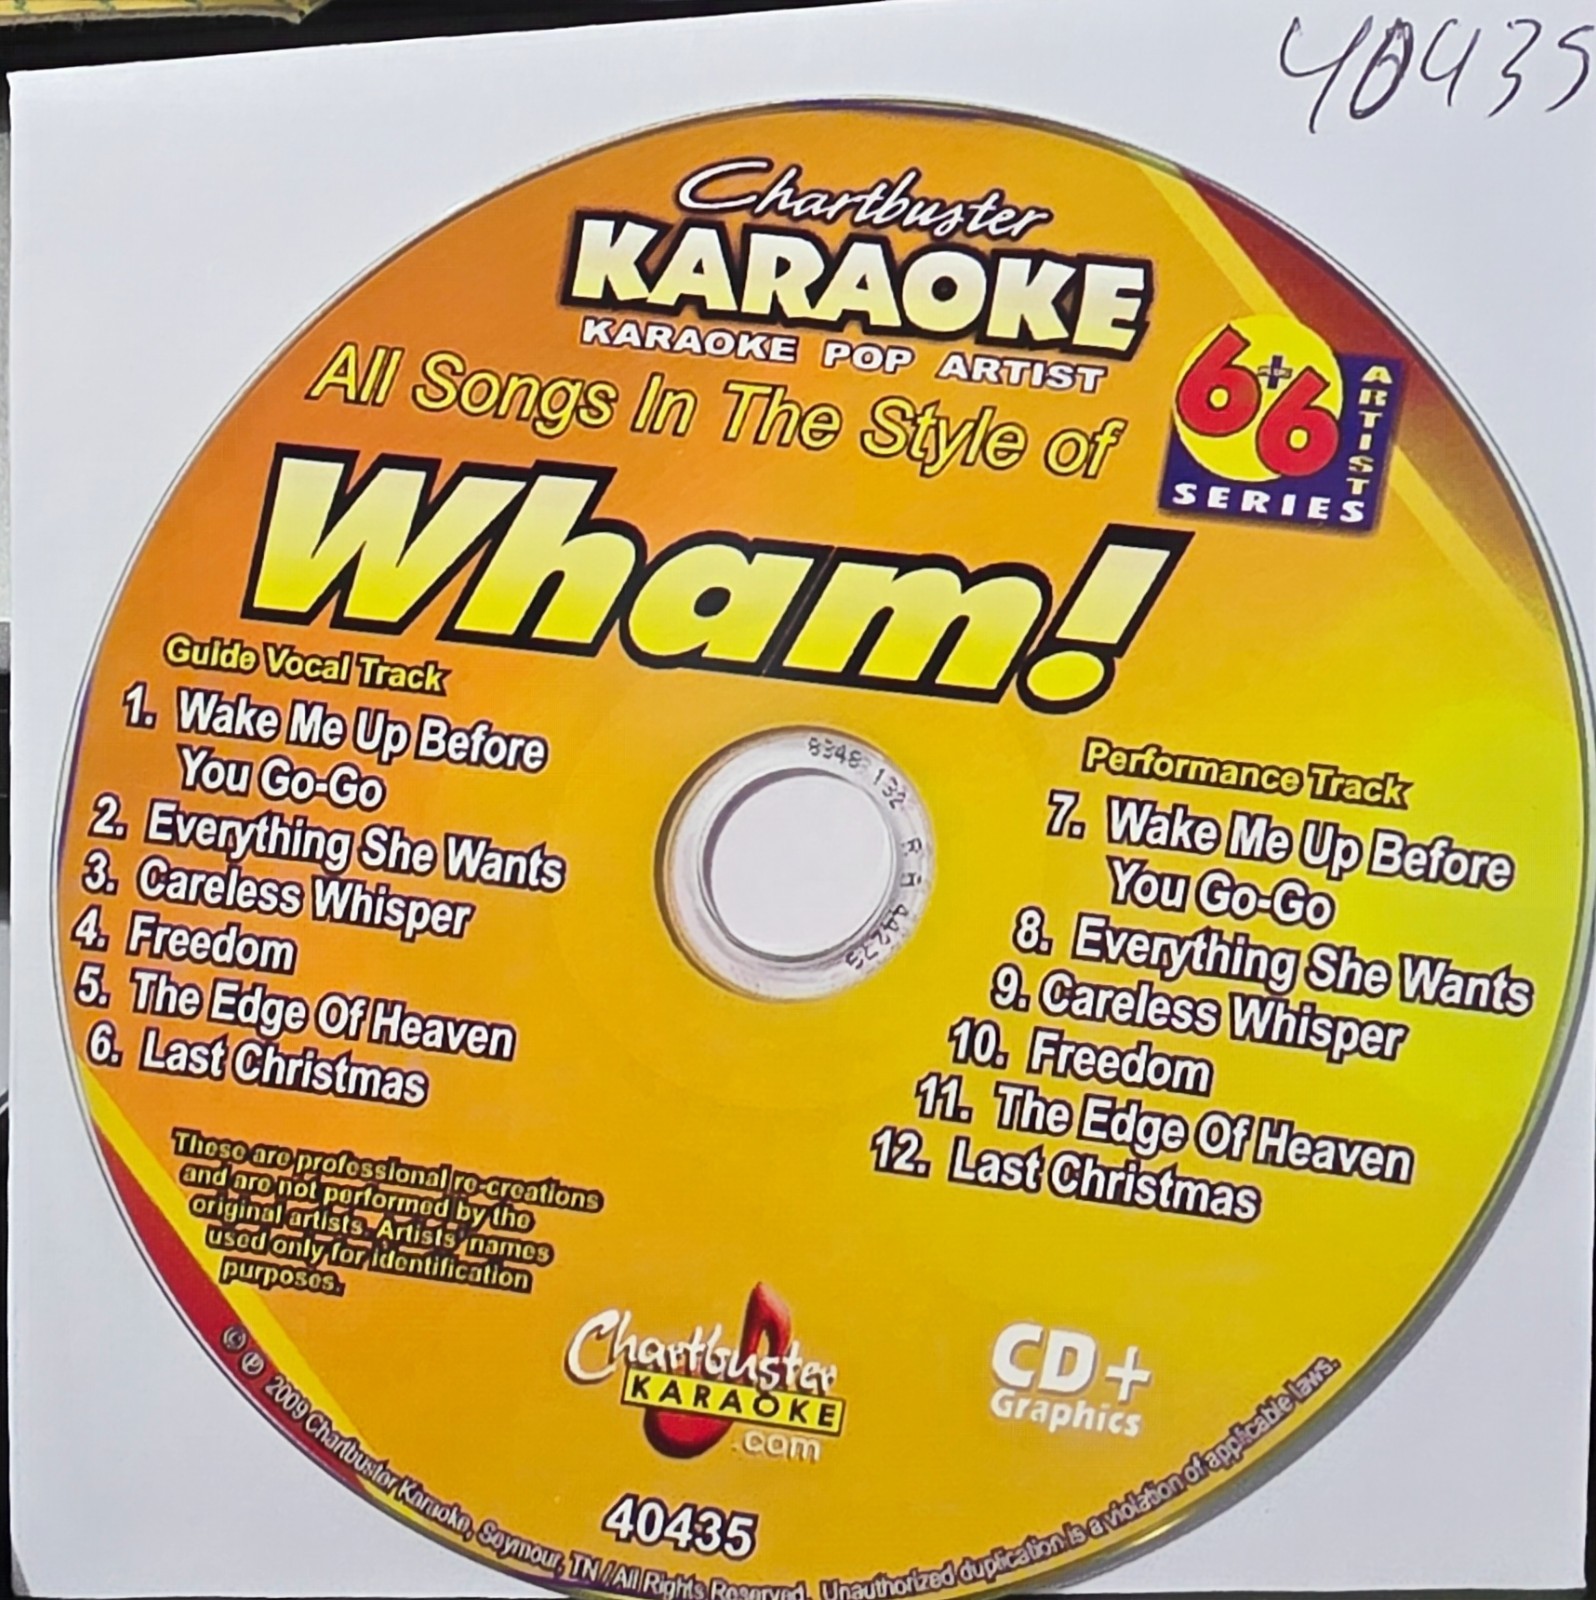 40435
Chartbuster
KARAOKE
KARAOKE POP ARTIST
All Songs In The Style of
6+6
ARTIST
SERIES
Wham!
Guide Vocal Track
1. Wake Me Up Before
You Go-Go
2. Everything She Wants
3. Careless Whisper
4. Freedom
5. The Edge Of Heaven
6. Last Christmas
Performance Track
7. Wake Me Up Before
You Go-Go
8. Everything She Wants
9. Careless Whisper
10. Freedom
11. The Edge Of Heaven
12. Last Christmas
These are professional re-creations
and are not performed by the
original artists. Artists' names
used only for identification
purposes.
Chartbuster
KARAOKE
.com
CD+
Graphics
40435
© ℗ 2009 Chartbuster Karaoke, Seymour, TN / All Rights Reserved. Unauthorized duplication is a violation of applicable laws.